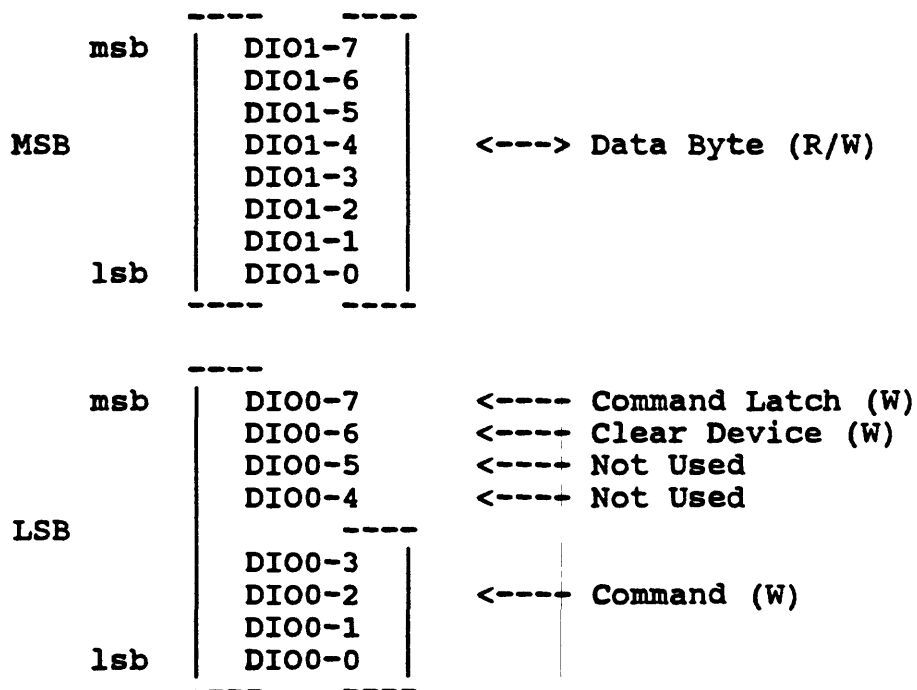 msb DIO1-7
DIO1-6
DIO1-5
MSB DIO1-4 <---> Data Byte (R/W)
DIO1-3
DIO1-2
DIO1-1
lsb DIO1-0
msb DIO0-7 <---- Command Latch (W)
DIO0-6 <---- Clear Device (W)
DIO0-5 <---- Not Used
DIO0-4 <---- Not Used
LSB
DIO0-3
DIO0-2 <---- Command (W)
DIO0-1
lsb DIO0-0